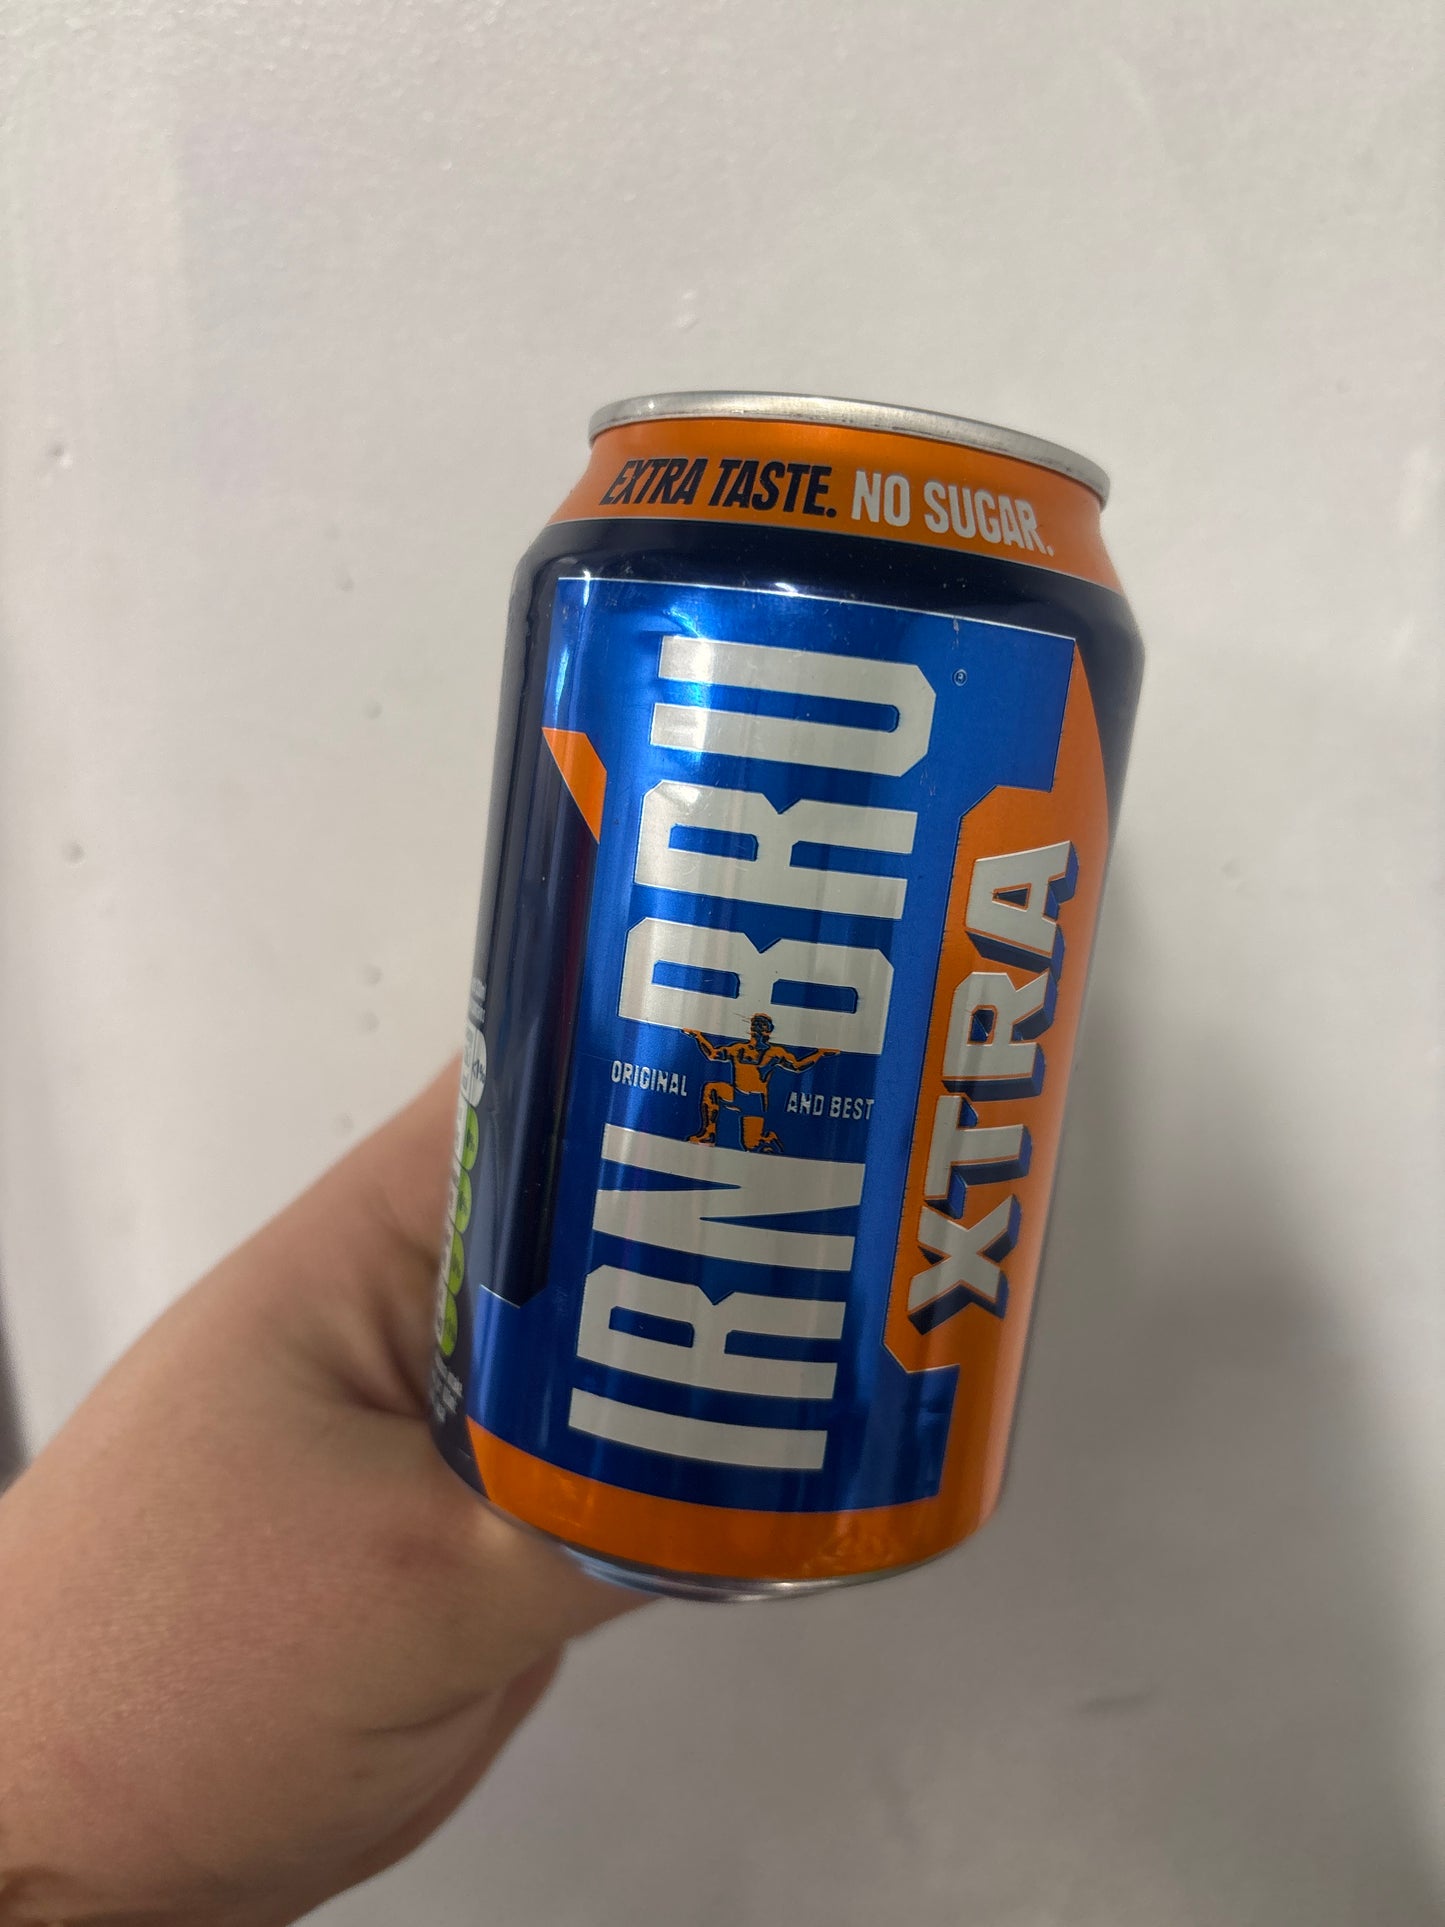 EXTRA TASTE. NO SUGAR.
IRN BRU
®
ORIGINAL AND BEST
XTRA